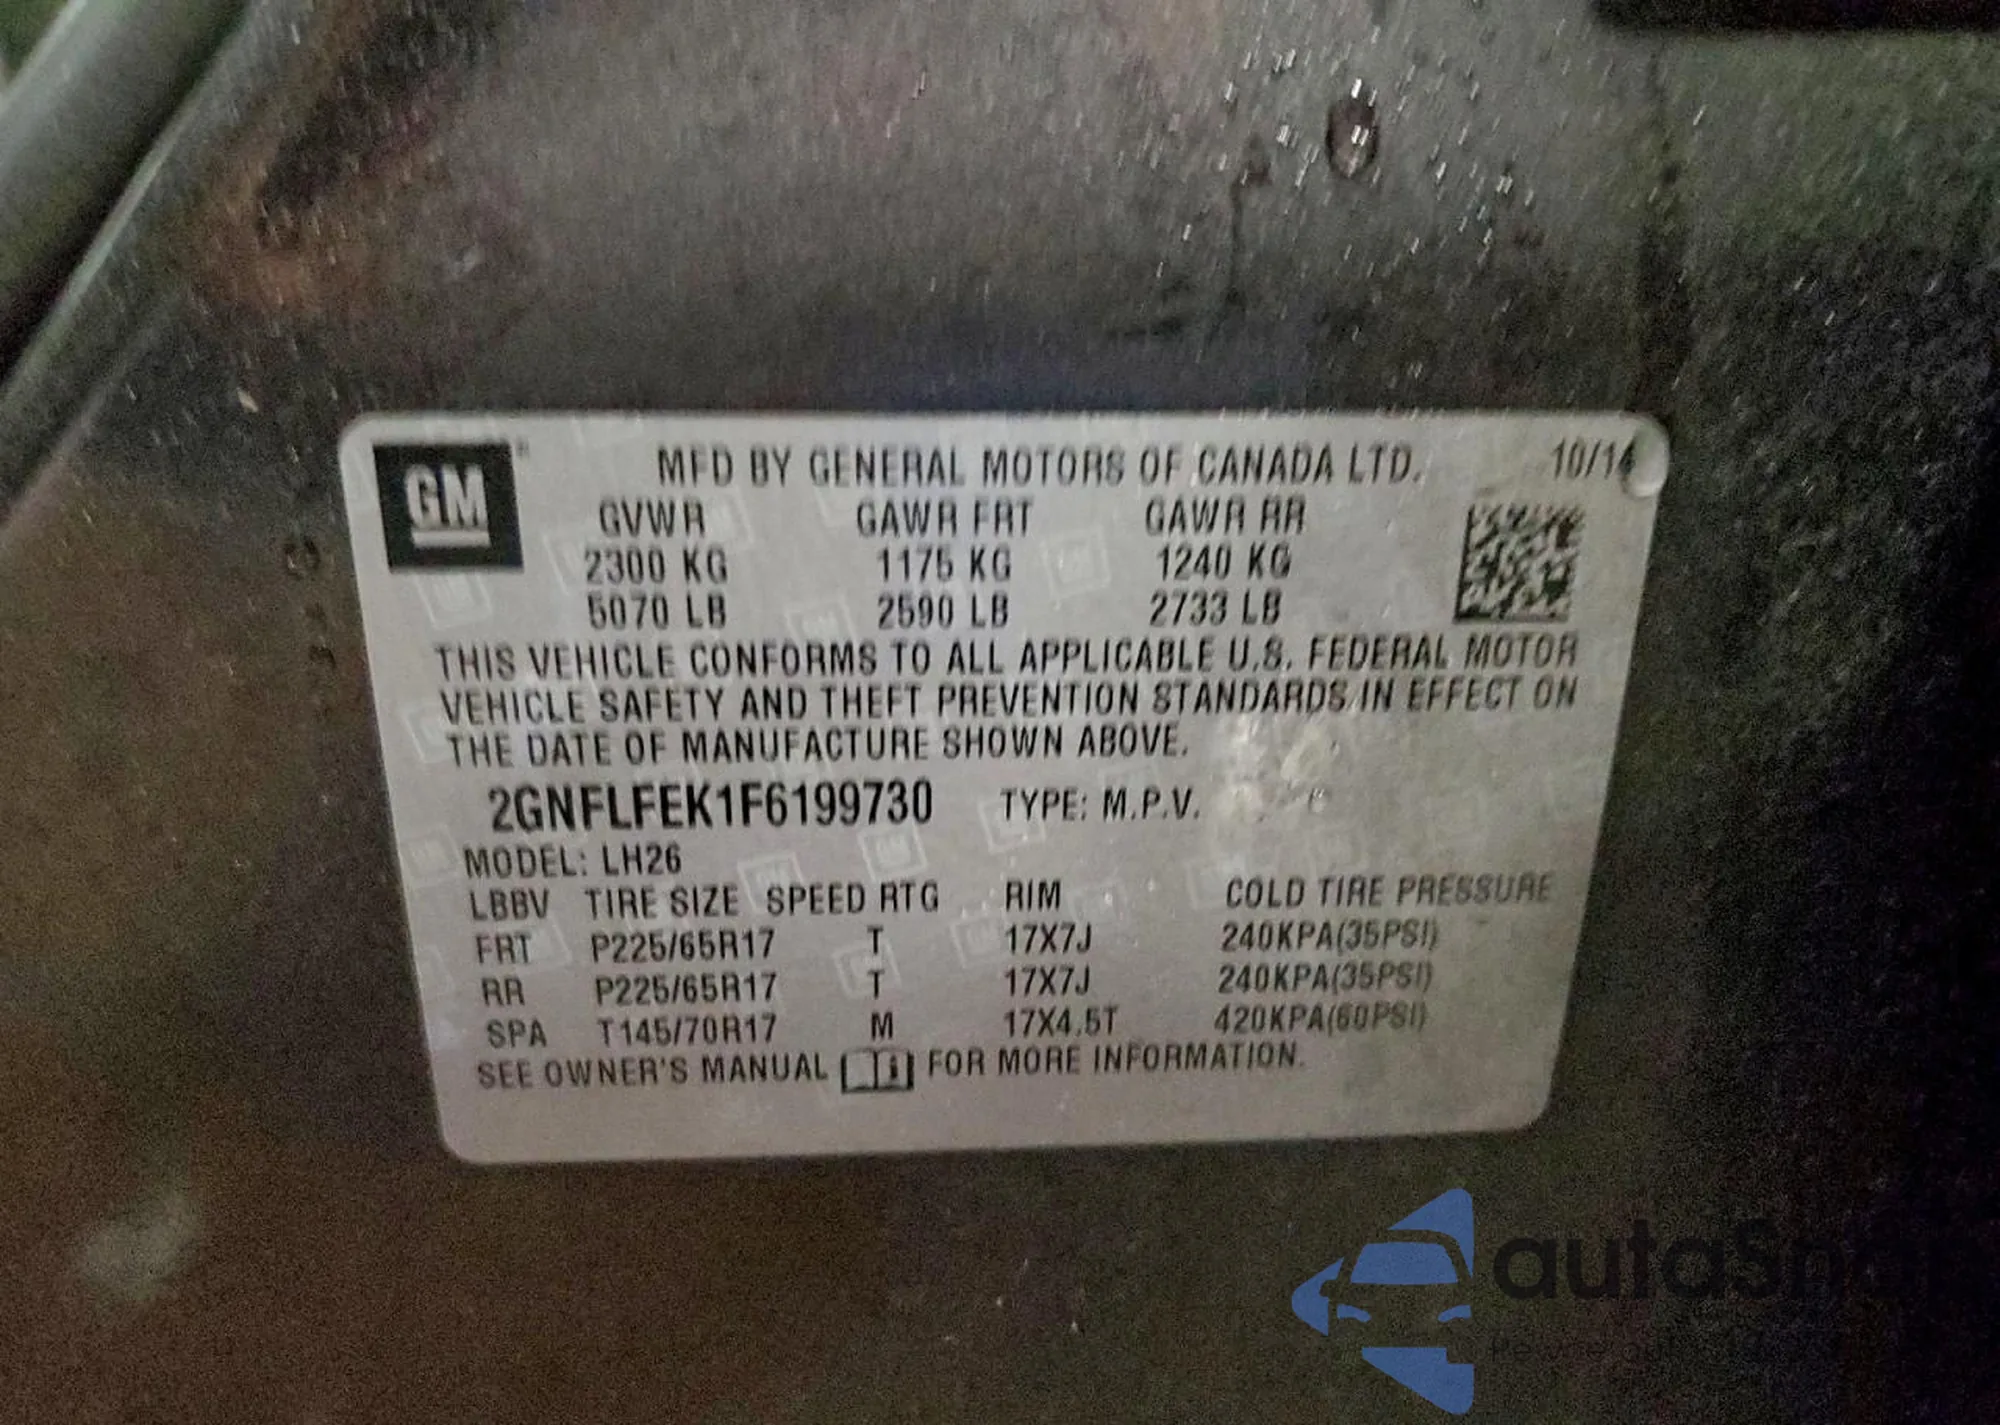 GM
MFD BY GENERAL MOTORS OF CANADA LTD. 10/14
GVWR GAWR FRT GAWR RR
2300 KG 1175 KG 1240 KG
5070 LB 2590 LB 2733 LB
THIS VEHICLE CONFORMS TO ALL APPLICABLE U.S. FEDERAL MOTOR
VEHICLE SAFETY AND THEFT PREVENTION STANDARDS IN EFFECT ON
THE DATE OF MANUFACTURE SHOWN ABOVE.
2GNFLFEK1F6199730 TYPE: M.P.V.
MODEL: LH26
LBBV TIRE SIZE SPEED RTG RIM COLD TIRE PRESSURE
FRT P225/65R17 T 17X7J 240KPA(35PSI)
RR P225/65R17 T 17X7J 240KPA(35PSI)
SPA T145/70R17 M 17X4.5T 420KPA(60PSI)
SEE OWNER'S MANUAL FOR MORE INFORMATION.